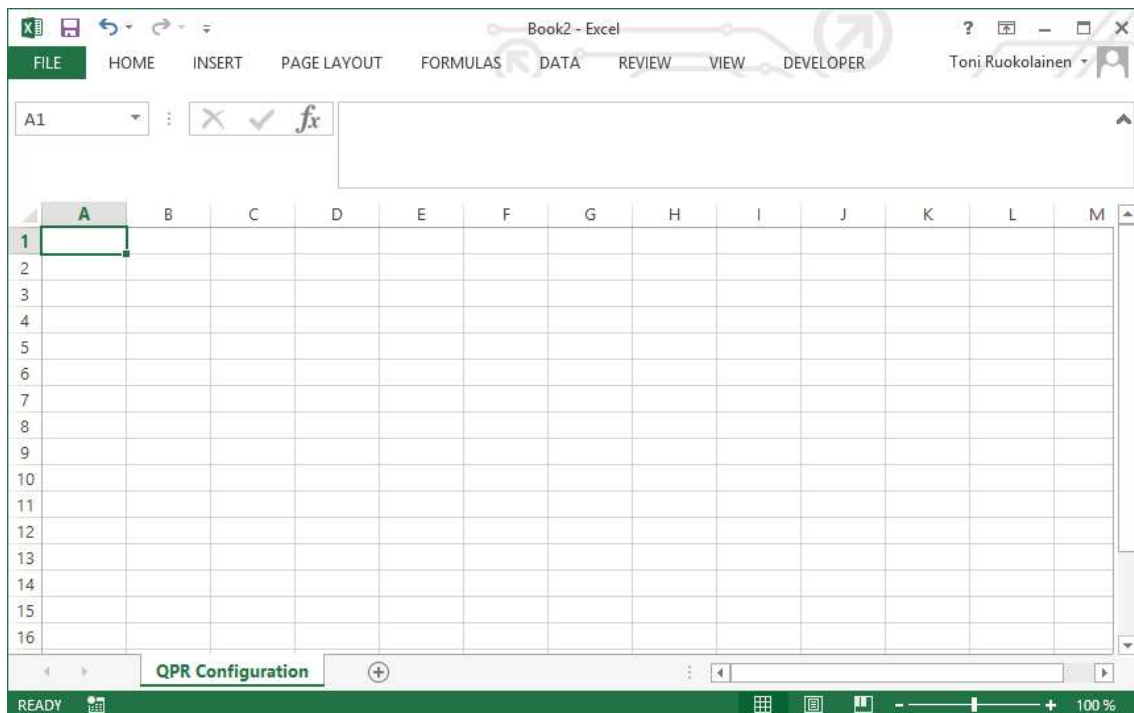 Book2 - Excel ?
FILE HOME INSERT PAGE LAYOUT FORMULAS DATA REVIEW VIEW DEVELOPER Toni Ruokolainen
A1 fx
A B C D E F G H I J K L M
1
2
3
4
5
6
7
8
9
10
11
12
13
14
15
16
QPR Configuration
READY 100 %